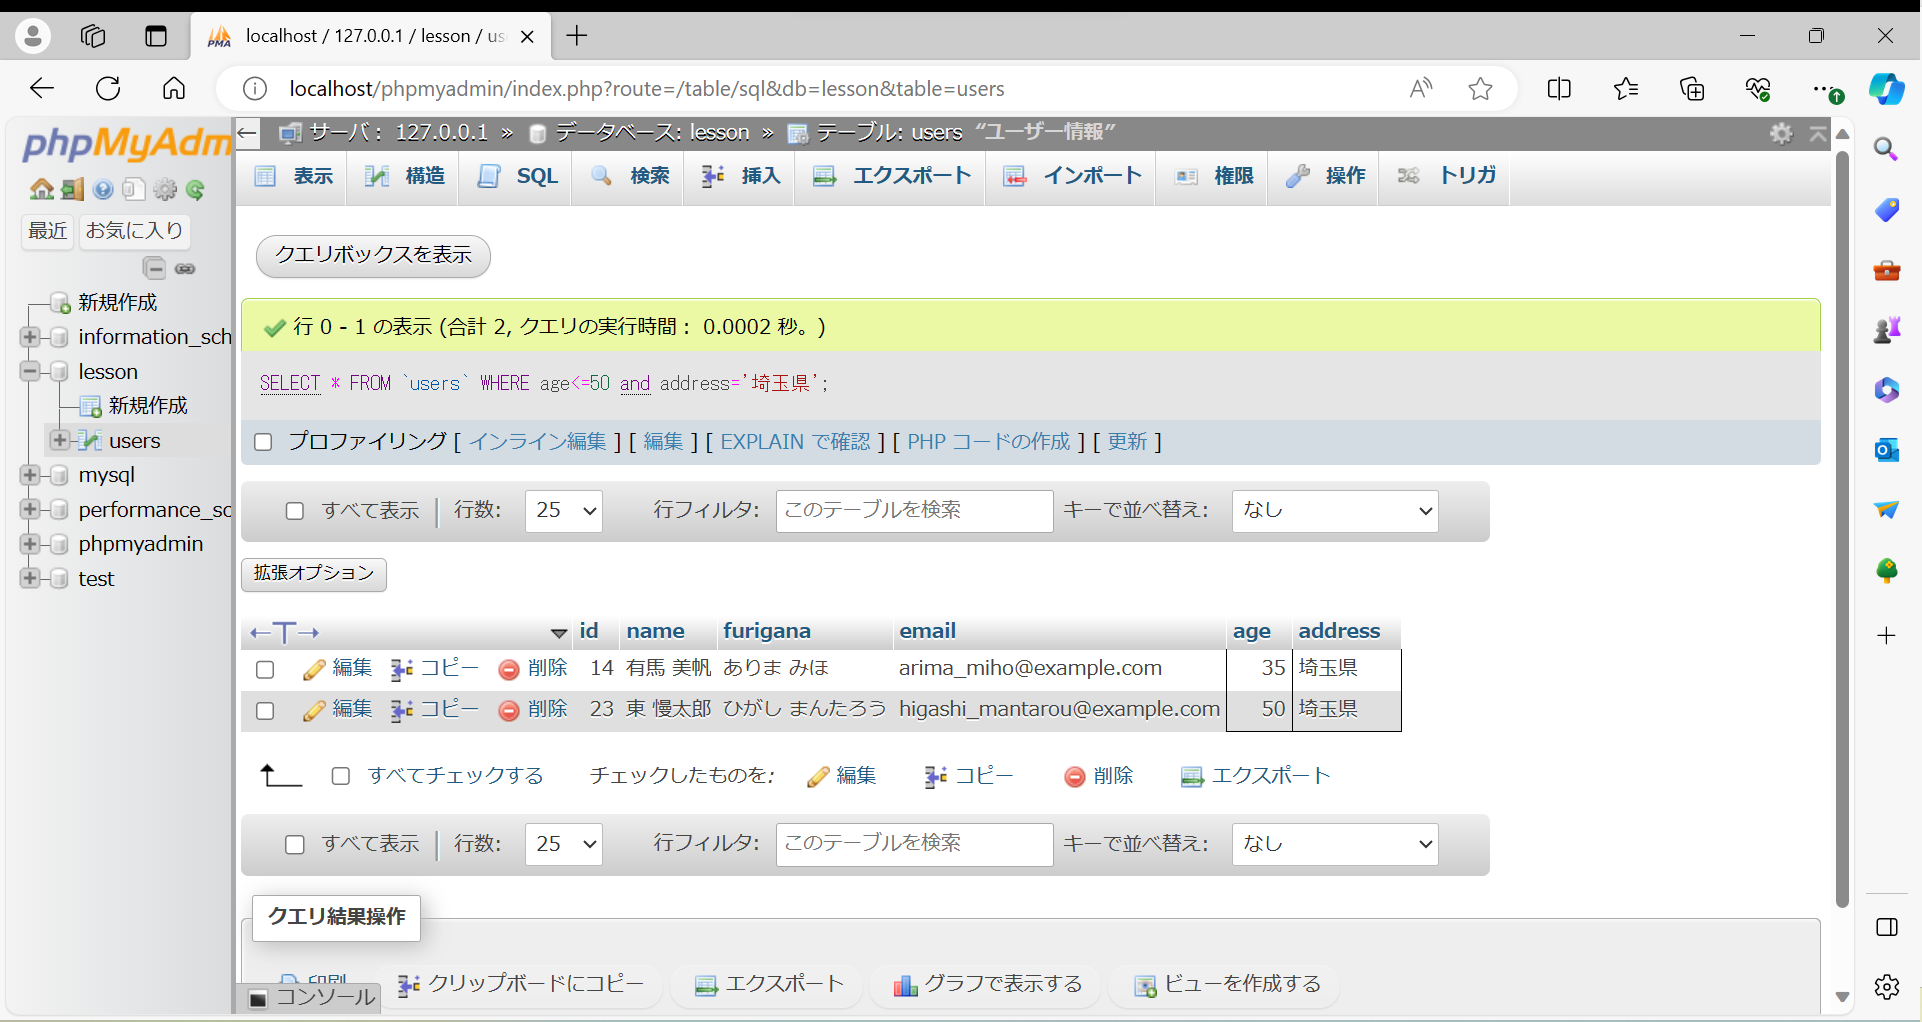 localhost / 127.0.0.1 / lesson / us
localhost/phpmyadmin/index.php?route=/table/sql&db=lesson&table=users
phpMyAdm
最近 お気に入り
新規作成
information_sch
lesson
新規作成
users
mysql
performance_sc
phpmyadmin
test
サーバ: 127.0.0.1 » データベース: lesson » テーブル: users “ユーザー情報”
表示 構造 SQL 検索 挿入 エクスポート インポート 権限 操作 トリガ
クエリボックスを表示
行 0 - 1 の表示 (合計 2, クエリの実行時間： 0.0002 秒。)
SELECT * FROM `users` WHERE age<=50 and address='埼玉県';
プロファイリング [ インライン編集 ] [ 編集 ] [ EXPLAIN で確認 ] [ PHP コードの作成 ] [ 更新 ]
すべて表示 | 行数: 25 行フィルタ: このテーブルを検索 キーで並べ替え: なし
拡張オプション
←T→ id name furigana email age address
編集 コピー 削除 14 有馬 美帆 ありま みほ arima_miho@example.com 35 埼玉県
編集 コピー 削除 23 東 慢太郎 ひがし まんたろう higashi_mantarou@example.com 50 埼玉県
すべてチェックする チェックしたものを: 編集 コピー 削除 エクスポート
すべて表示 | 行数: 25 行フィルタ: このテーブルを検索 キーで並べ替え: なし
クエリ結果操作
印刷 クリップボードにコピー エクスポート グラフで表示する ビューを作成する
コンソール